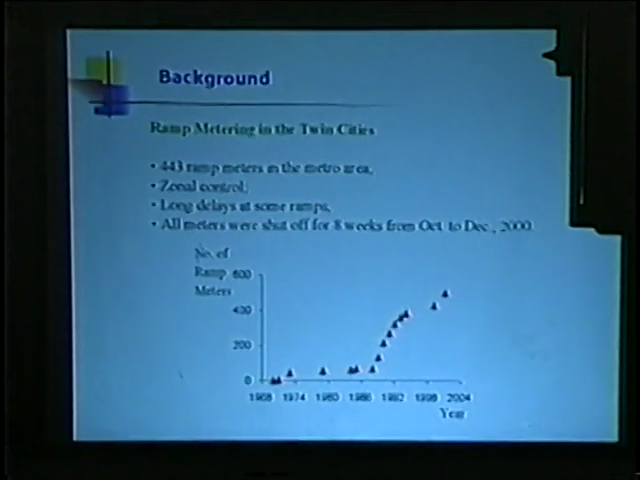 Background
Ramp Metering in the Twin Cities
• 443 ramp meters in the metro area;
• Zonal control;
• Long delays at some ramps;
• All meters were shut off for 8 weeks from Oct. to Dec., 2000
No. of
Ramp
Meters
600
400
200
0
1968 1974 1980 1986 1992 1998 2004
Year